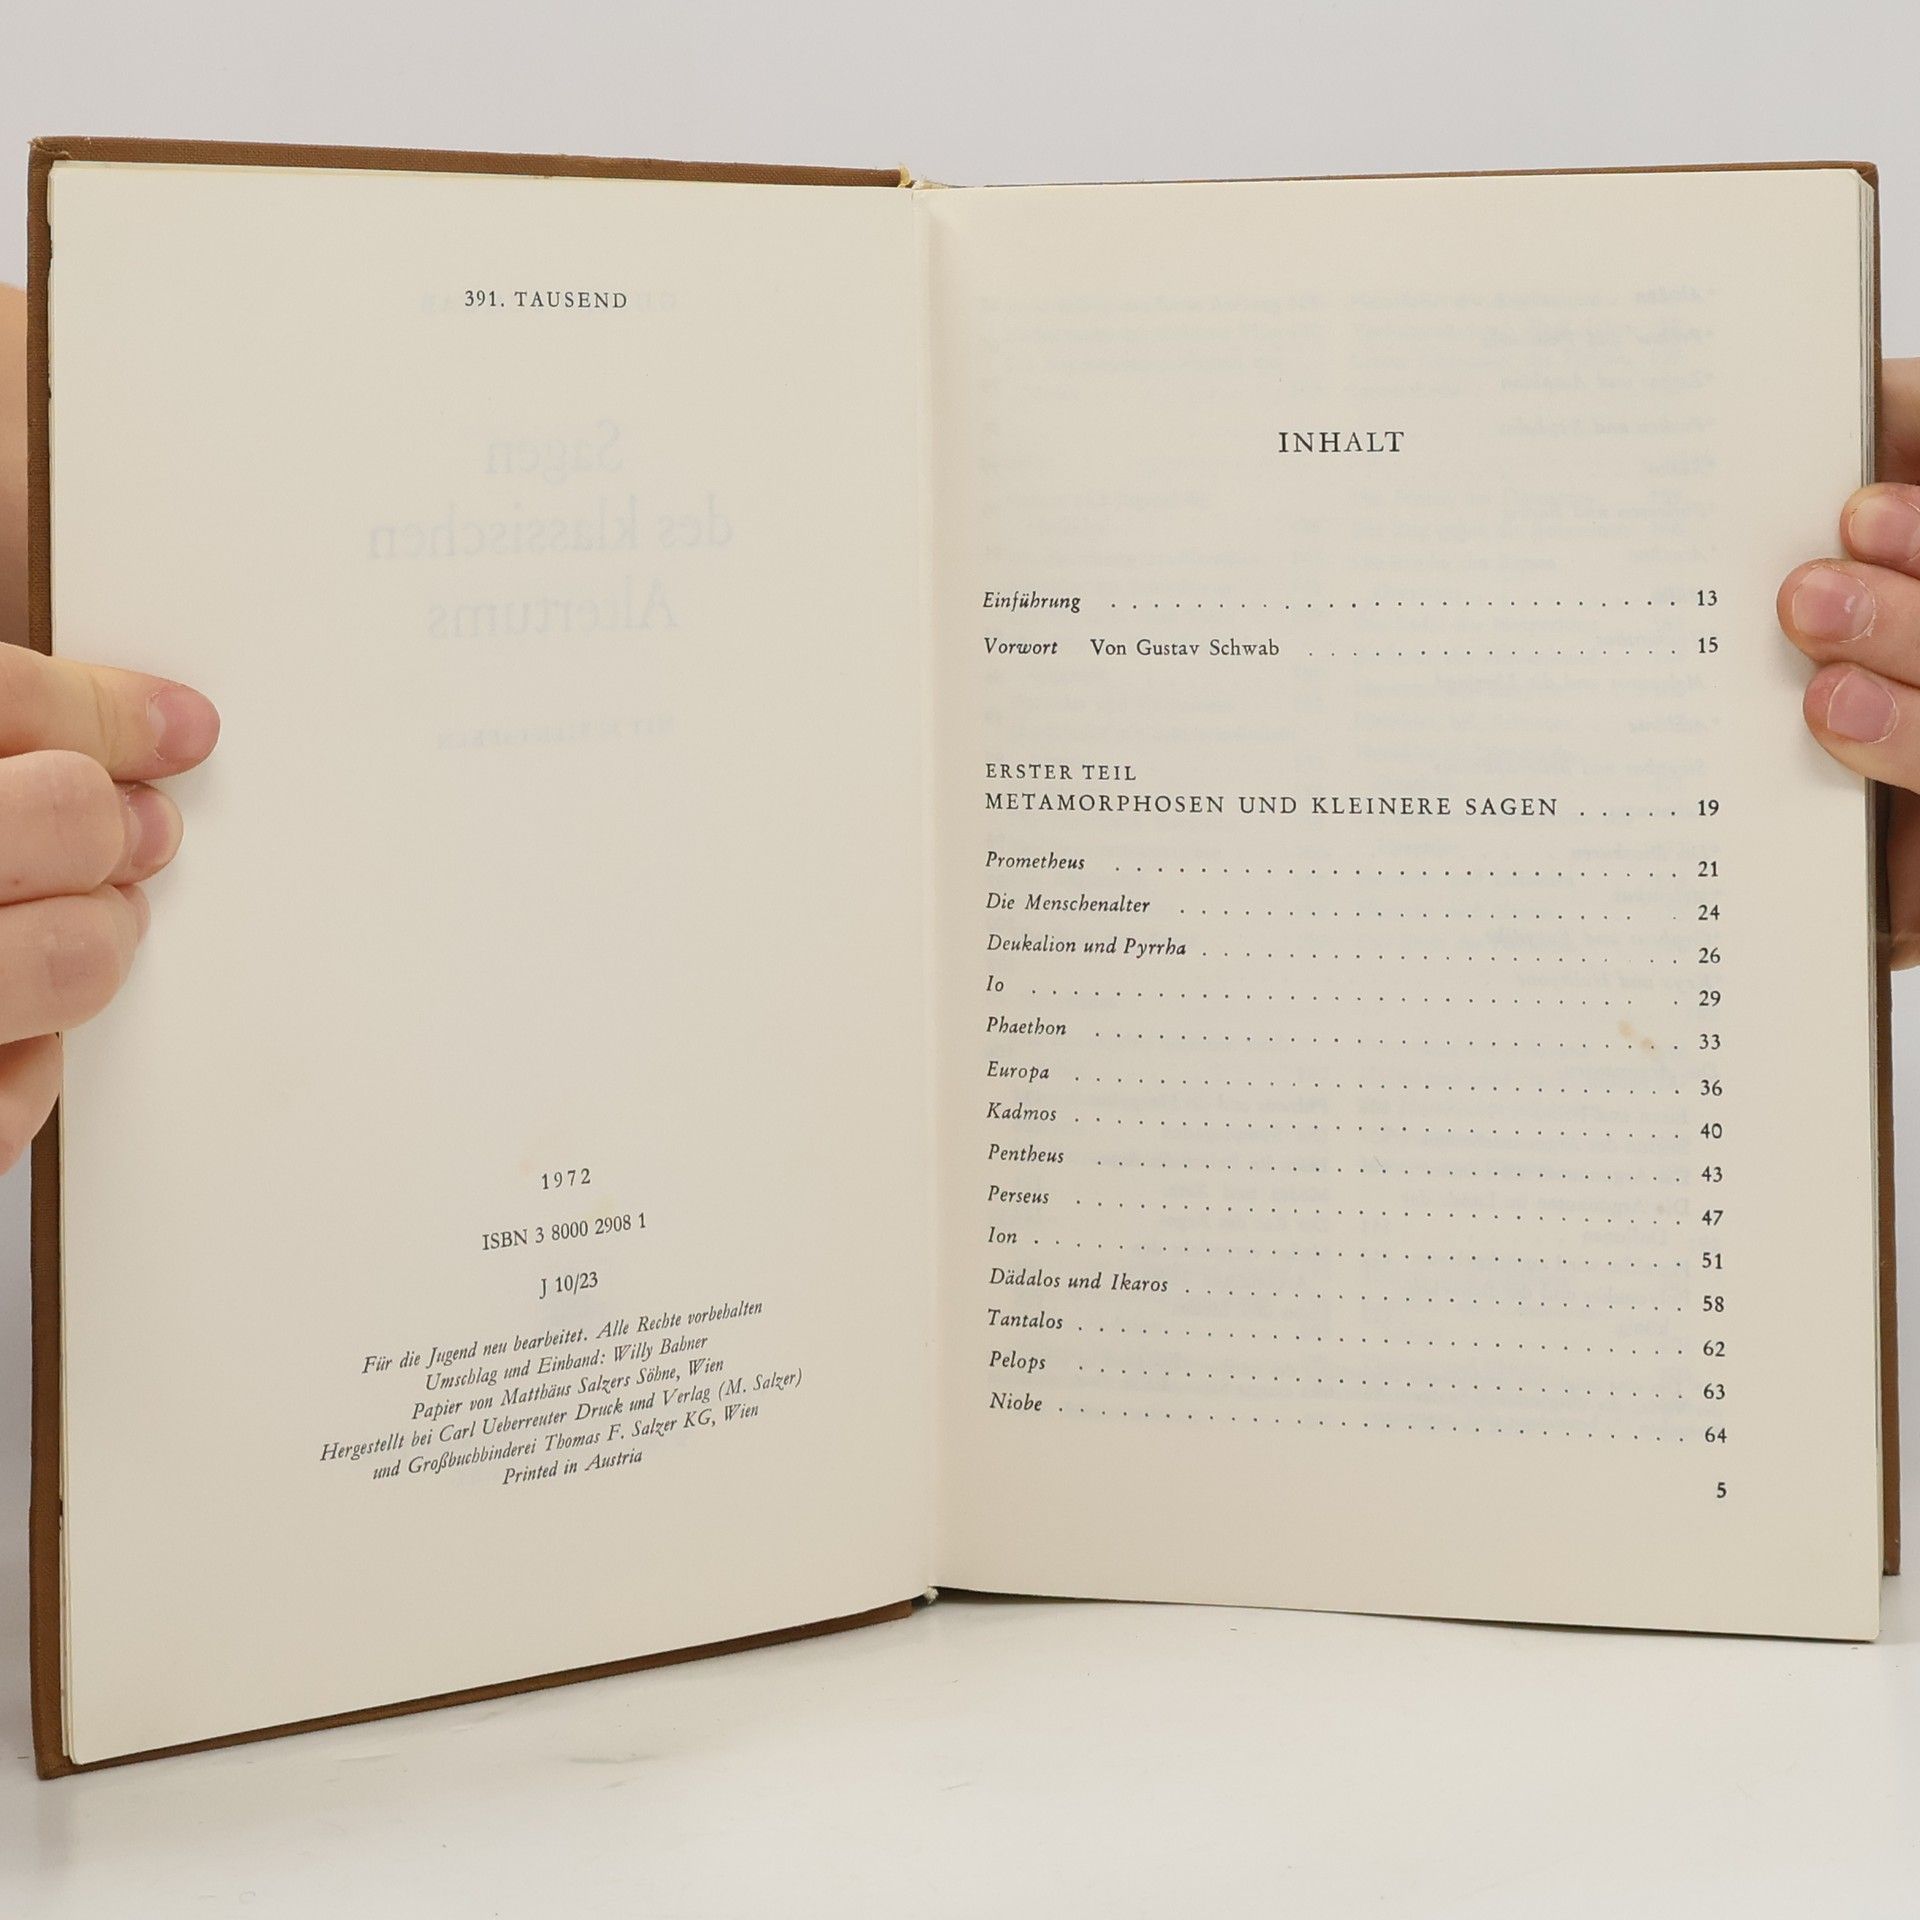 391. TAUSEND
Sagen
des klassischen
Altertums
1972
ISBN 3 8000 2908 1
J 10/23
Für die Jugend neu bearbeitet. Alle Rechte vorbehalten
Umschlag und Einband: Willy Bahner
Papier von Matthäus Salzers Söhne, Wien
Hergestellt bei Carl Ueberreuter Druck und Verlag (M. Salzer)
und Großbuchbinderei Thomas F. Salzer KG, Wien
Printed in Austria
INHALT
Einführung . . . . . . . . . . . . . . . . . . . . . . . . . . . 13
Vorwort Von Gustav Schwab . . . . . . . . . . . . . . . . . . 15
ERSTER TEIL
METAMORPHOSEN UND KLEINERE SAGEN . . . . . 19
Prometheus . . . . . . . . . . . . . . . . . . . . . . . . . . . 21
Die Menschenalter . . . . . . . . . . . . . . . . . . . . . . . 24
Deukalion und Pyrrha . . . . . . . . . . . . . . . . . . . . . . 26
Io . . . . . . . . . . . . . . . . . . . . . . . . . . . . . . 29
Phaethon . . . . . . . . . . . . . . . . . . . . . . . . . . . 33
Europa . . . . . . . . . . . . . . . . . . . . . . . . . . . . 36
Kadmos . . . . . . . . . . . . . . . . . . . . . . . . . . . . 40
Pentheus . . . . . . . . . . . . . . . . . . . . . . . . . . . 43
Perseus . . . . . . . . . . . . . . . . . . . . . . . . . . . . 47
Ion . . . . . . . . . . . . . . . . . . . . . . . . . . . . . . 51
Dädalos und Ikaros . . . . . . . . . . . . . . . . . . . . . . . 58
Tantalos . . . . . . . . . . . . . . . . . . . . . . . . . . . . 62
Pelops . . . . . . . . . . . . . . . . . . . . . . . . . . . . 63
Niobe . . . . . . . . . . . . . . . . . . . . . . . . . . . . . 64
5